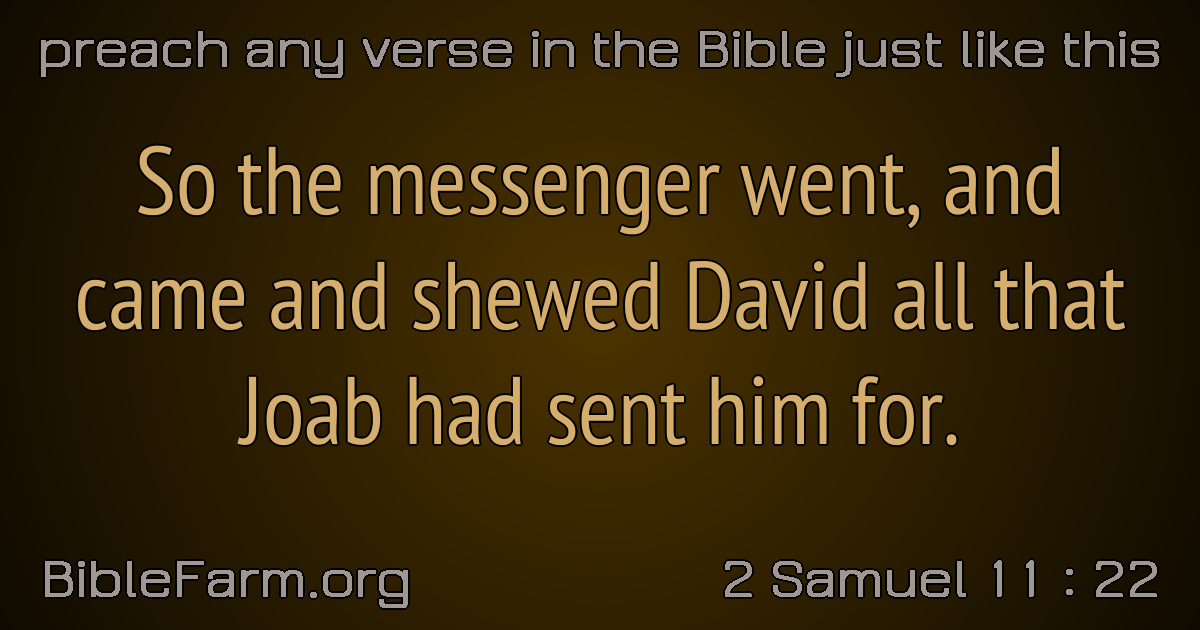 preach any verse in the Bible just like this
So the messenger went, and
came and shewed David all that
Joab had sent him for.
BibleFarm.org
2 Samuel 11 : 22